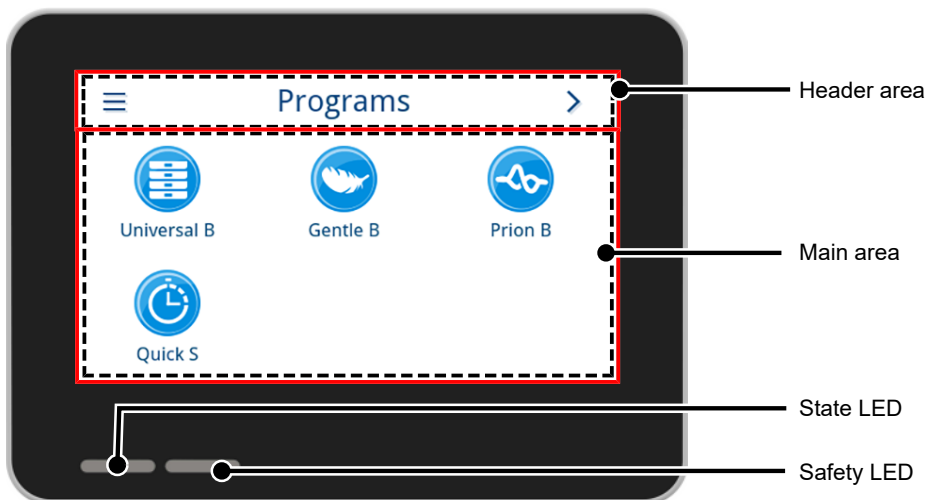 Programs
Header area
Universal B
Gentle B
Prion B
Main area
Quick S
State LED
Safety LED